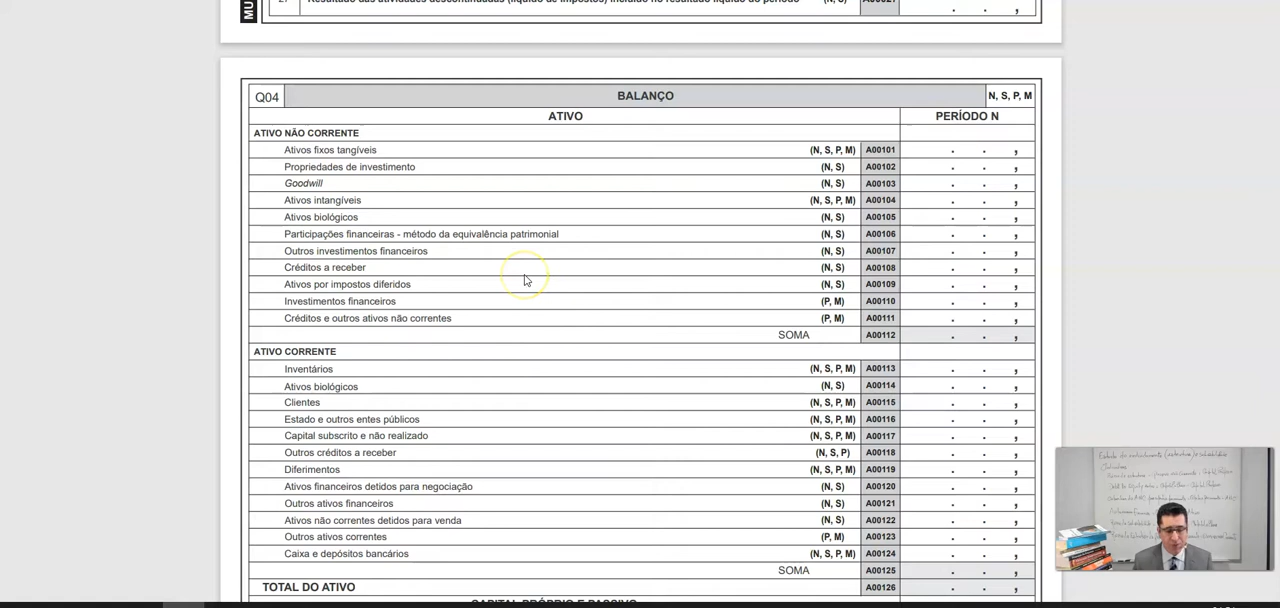 27 Resultado das atividades descontinuadas (líquido de impostos) incluído no resultado líquido do período (N, S) A00027 . . ,
MU
Q04 BALANÇO N, S, P, M
ATIVO PERÍODO N
ATIVO NÃO CORRENTE
Ativos fixos tangíveis (N, S, P, M) A00101 . . ,
Propriedades de investimento (N, S) A00102 . . ,
Goodwill (N, S) A00103 . . ,
Ativos intangíveis (N, S, P, M) A00104 . . ,
Ativos biológicos (N, S) A00105 . . ,
Participações financeiras - método da equivalência patrimonial (N, S) A00106 . . ,
Outros investimentos financeiros (N, S) A00107 . . ,
Créditos a receber (N, S) A00108 . . ,
Ativos por impostos diferidos (N, S) A00109 . . ,
Investimentos financeiros (P, M) A00110 . . ,
Créditos e outros ativos não correntes (P, M) A00111 . . ,
SOMA A00112 . . ,
ATIVO CORRENTE
Inventários (N, S, P, M) A00113 . . ,
Ativos biológicos (N, S) A00114 . . ,
Clientes (N, S, P, M) A00115 . . ,
Estado e outros entes públicos (N, S, P, M) A00116 . . ,
Capital subscrito e não realizado (N, S, P, M) A00117 . . ,
Outros créditos a receber (N, S, P) A00118 . . ,
Diferimentos (N, S, P, M) A00119 . . ,
Ativos financeiros detidos para negociação (N, S) A00120 . . ,
Outros ativos financeiros (N, S) A00121 . . ,
Ativos não correntes detidos para venda (N, S) A00122 . . ,
Outros ativos correntes (P, M) A00123 . . ,
Caixa e depósitos bancários (N, S, P, M) A00124 . . ,
SOMA A00125 . . ,
TOTAL DO ATIVO A00126 . . ,
CAPITAL PRÓPRIO E PASSIVO